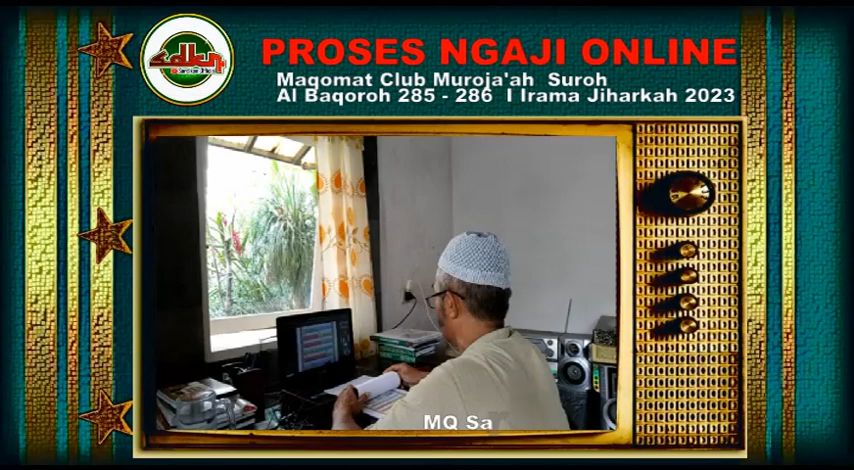 PROSES NGAJI ONLINE
Maqomat Club Muroja'ah Suroh
Al Baqoroh 285 - 286 I Irama Jiharkah 2023
MQ Sa